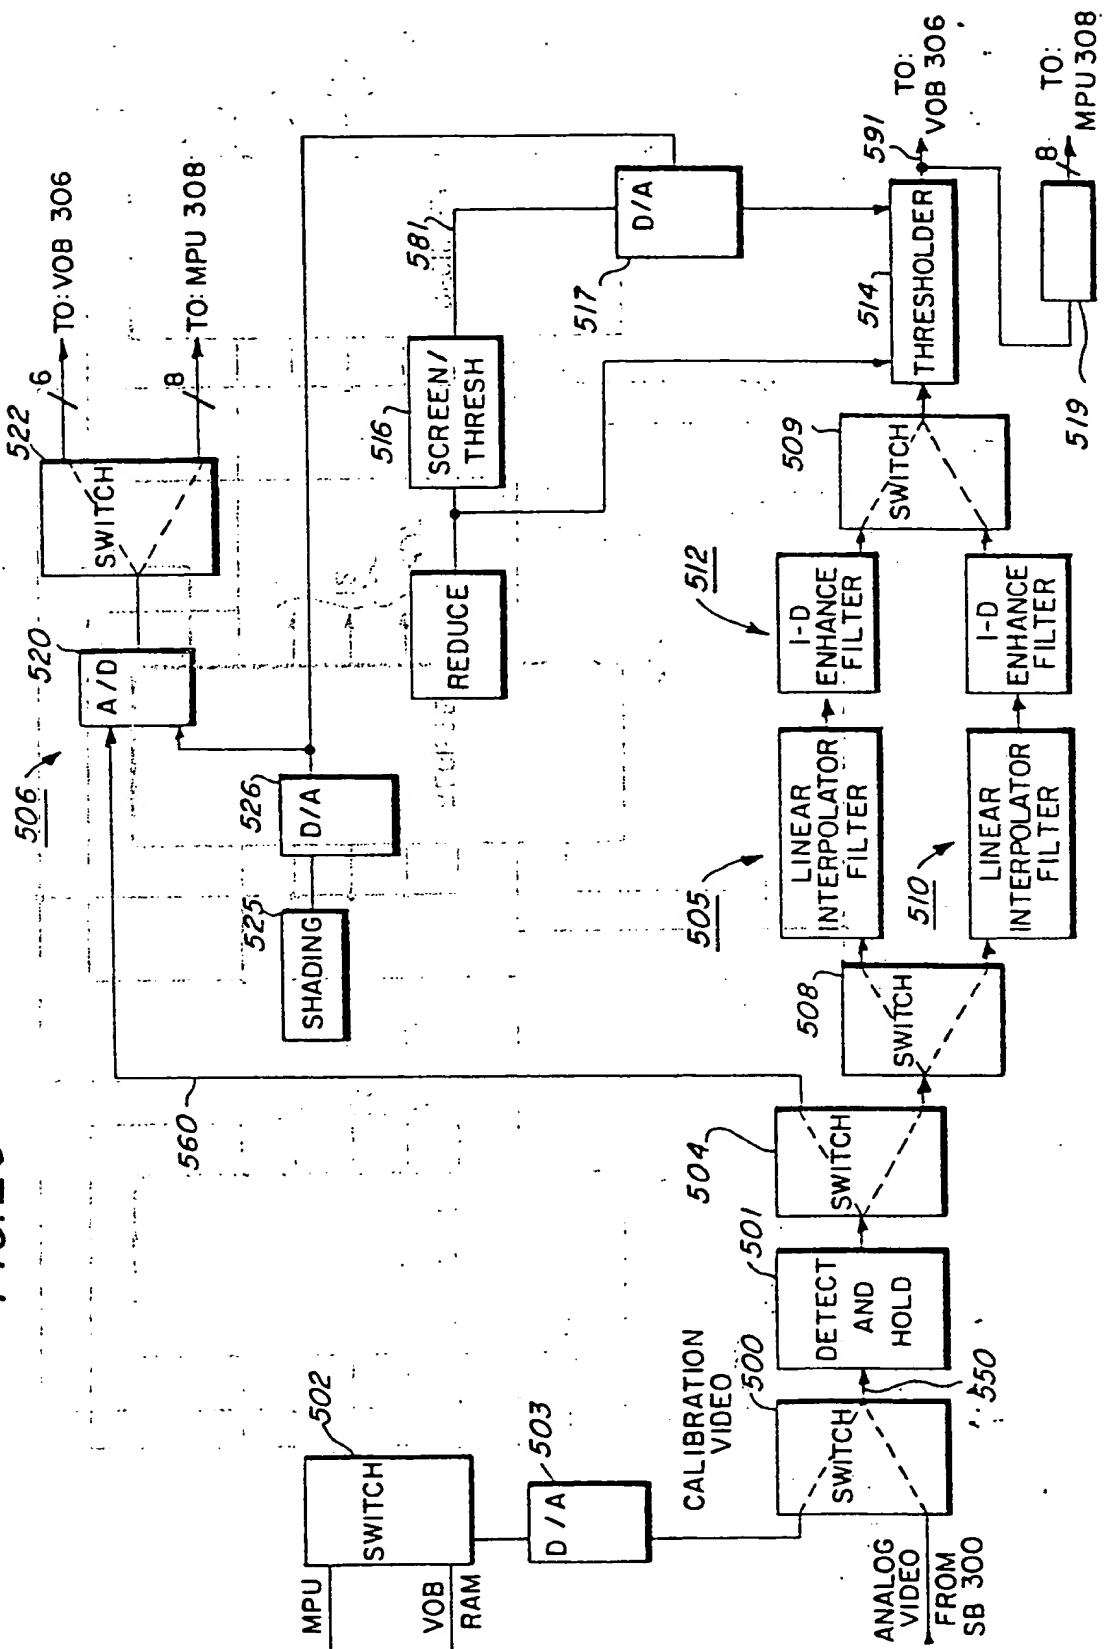 522
SWITCH
6
TO: VOB 306
8
TO: MPU 308
520
A/D
506
526
D/A
525
SHADING
560
581
516
SCREEN/
THRESH
REDUCE
517
D/A
591
TO:
VOB 306
8
TO:
MPU 308
519
514
THRESHOLDER
509
SWITCH
512
1-D
ENHANCE
FILTER
1-D
ENHANCE
FILTER
505
LINEAR
INTERPOLATOR
FILTER
510
LINEAR
INTERPOLATOR
FILTER
508
SWITCH
504
SWITCH
501
DETECT
AND
HOLD
550
CALIBRATION
VIDEO
500
SWITCH
502
SWITCH
503
D/A
MPU
VOB
RAM
ANALOG
VIDEO
FROM
SB 300